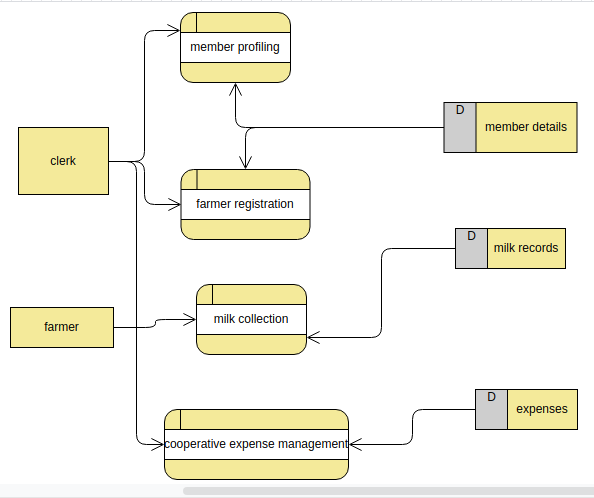 member profiling
D
member details
clerk
farmer registration
D
milk records
farmer
milk collection
D
expenses
cooperative expense management